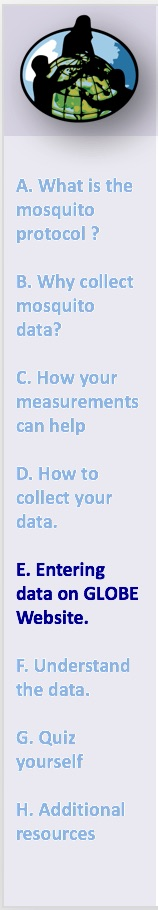 A. What is the
mosquito
protocol ?
B. Why collect
mosquito
data?
C. How your
measurements
can help
D. How to
collect your
data.
E. Entering
data on GLOBE
Website.
F. Understand
the data.
G. Quiz
yourself
H. Additional
resources